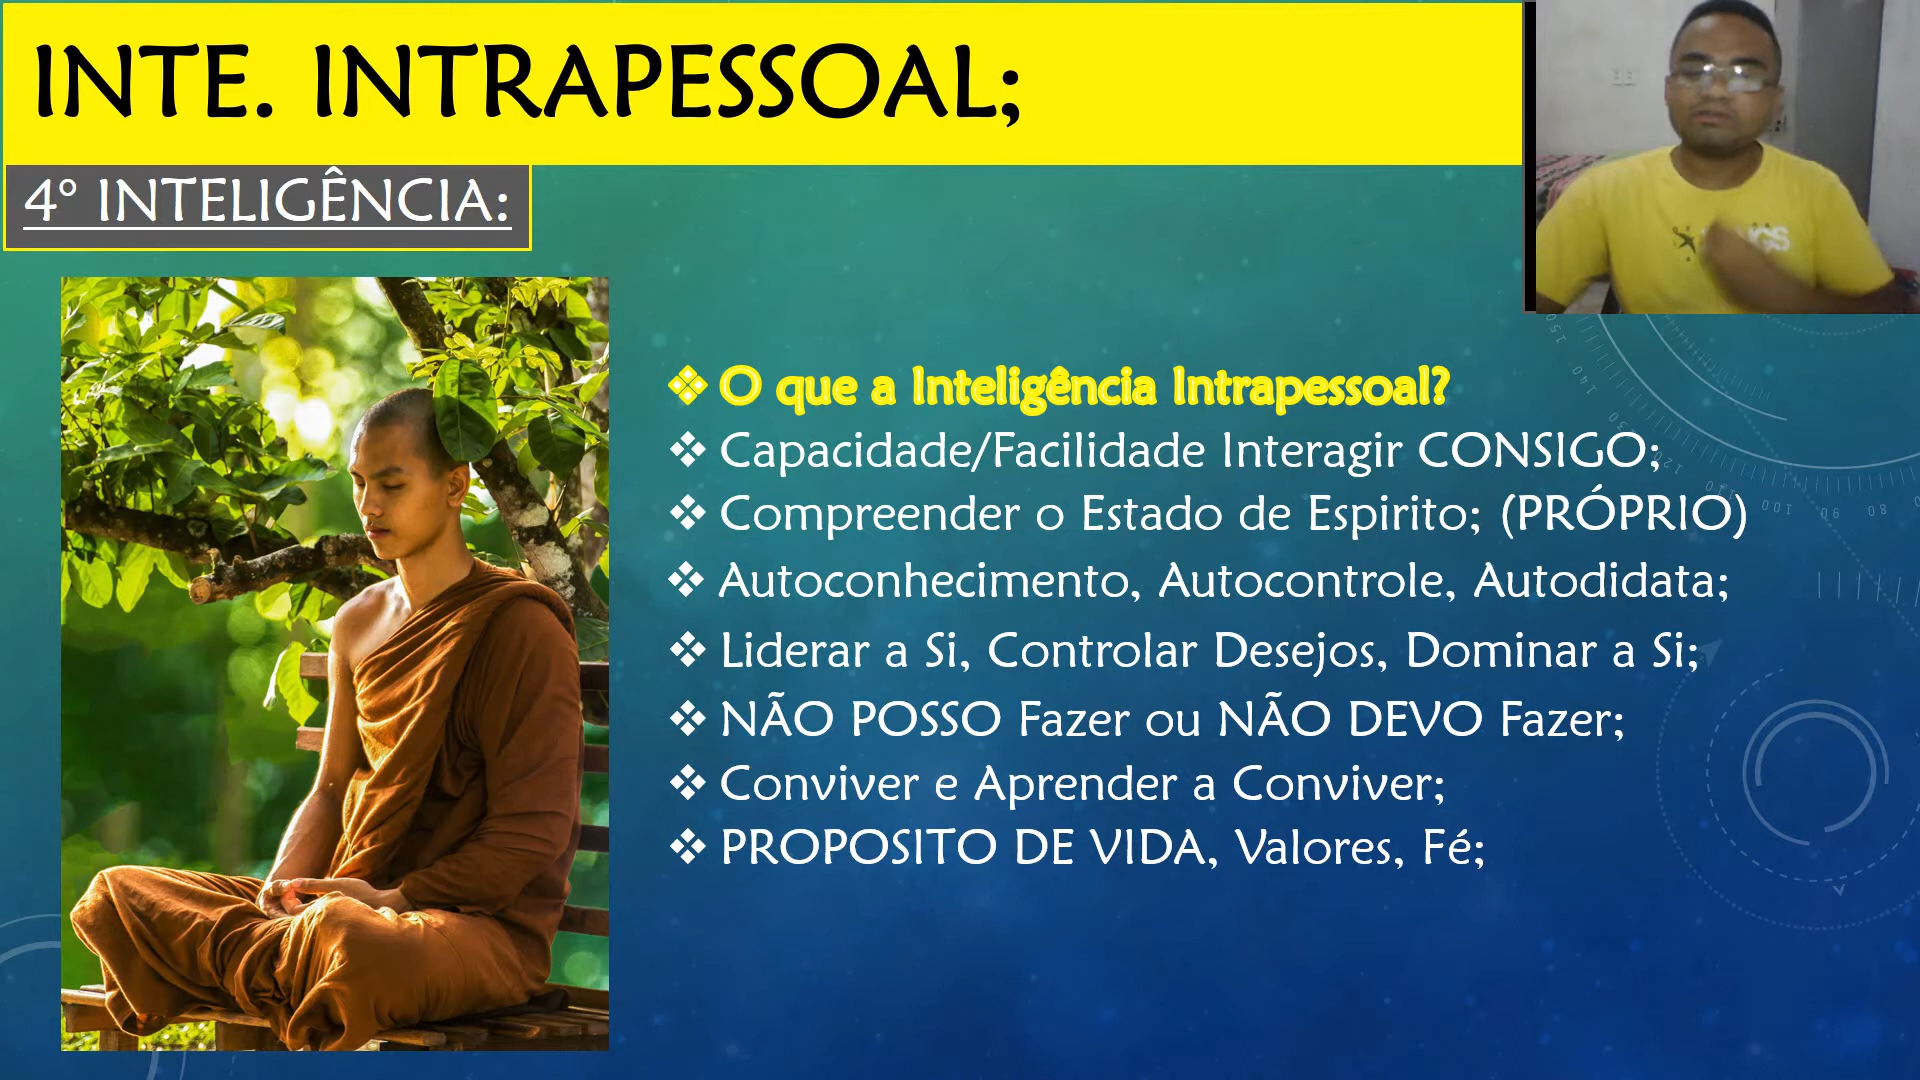 INTE. INTRAPESSOAL;
4° INTELIGÊNCIA:
O que a Inteligência Intrapessoal?
Capacidade/Facilidade Interagir CONSIGO;
Compreender o Estado de Espirito; (PRÓPRIO)
Autoconhecimento, Autocontrole, Autodidata;
Liderar a Si, Controlar Desejos, Dominar a Si;
NÃO POSSO Fazer ou NÃO DEVO Fazer;
Conviver e Aprender a Conviver;
PROPOSITO DE VIDA, Valores, Fé;